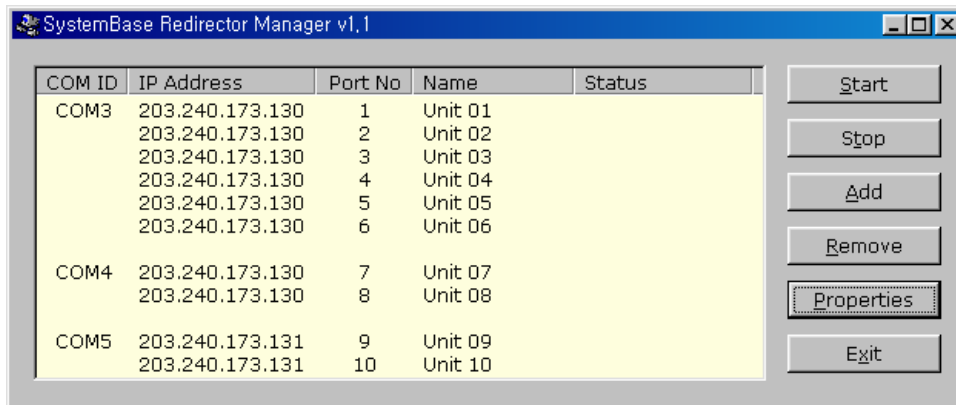 SystemBase Redirector Manager v1,1
COM ID IP Address Port No Name Status
COM3 203.240.173.130 1 Unit 01
203.240.173.130 2 Unit 02
203.240.173.130 3 Unit 03
203.240.173.130 4 Unit 04
203.240.173.130 5 Unit 05
203.240.173.130 6 Unit 06
COM4 203.240.173.130 7 Unit 07
203.240.173.130 8 Unit 08
COM5 203.240.173.131 9 Unit 09
203.240.173.131 10 Unit 10
Start
Stop
Add
Remove
Properties
Exit